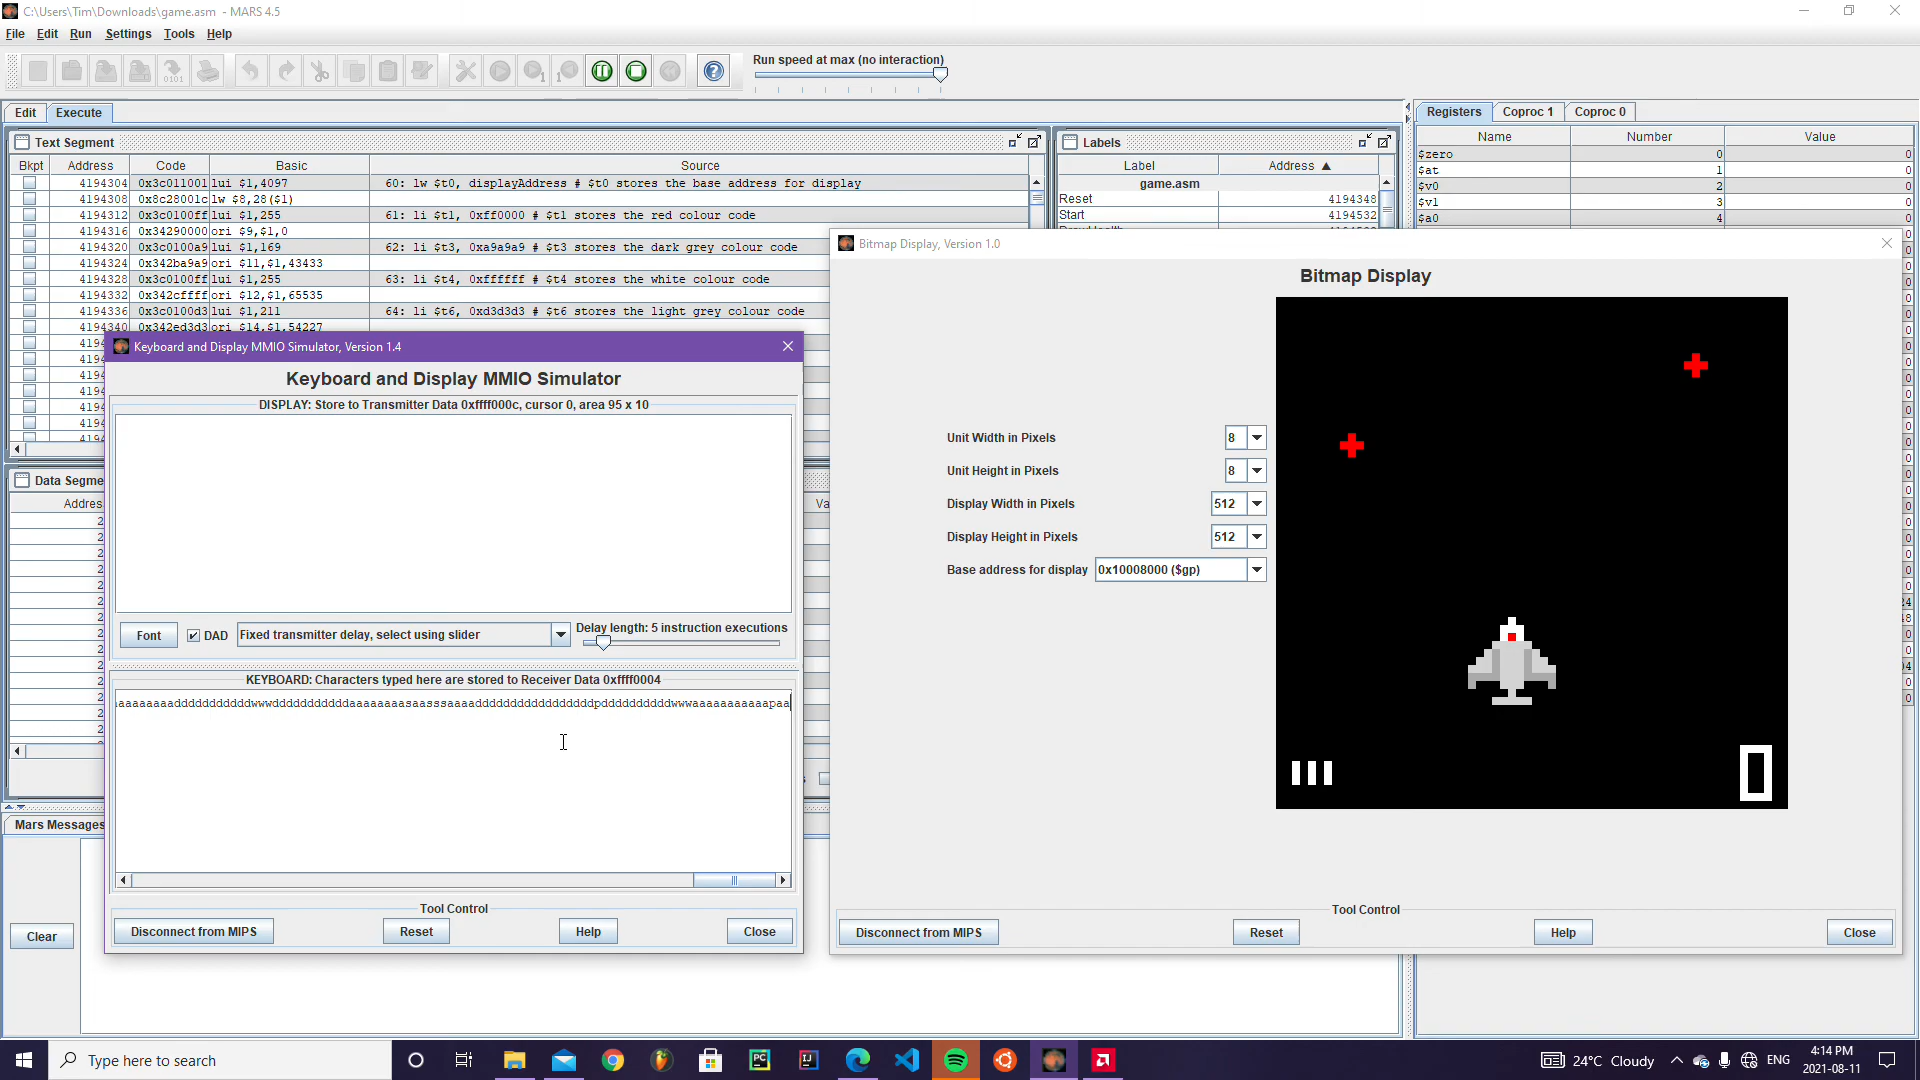 C:\Users\Tim\Downloads\game.asm - MARS 4.5
File Edit Run Settings Tools Help
Run speed at max (no interaction)
Edit Execute
Registers Coproc 1 Coproc 0
Text Segment
Labels
Name Number Value
Bkpt Address Code Basic Source
Label Address ▲
$zero 0 0
4194304 0x3c011001 lui $1,4097 60: lw $t0, displayAddress # $t0 stores the base address for display
game.asm
$at 1 0
4194308 0x8c28001c lw $8,28($1)
Reset 4194348
$v0 2 0
4194312 0x3c0100ff lui $1,255 61: li $t1, 0xff0000 # $t1 stores the red colour code
Start 4194532
$v1 3 0
4194316 0x34290000 ori $9,$1,0
$a0 4 0
4194320 0x3c0100a9 lui $1,169 62: li $t3, 0xa9a9a9 # $t3 stores the dark grey colour code
4194324 0x342ba9a9 ori $11,$1,43433
4194328 0x3c0100ff lui $1,255 63: li $t4, 0xffffff # $t4 stores the white colour code
4194332 0x342cffff ori $12,$1,65535
4194336 0x3c0100d3 lui $1,211 64: li $t6, 0xd3d3d3 # $t6 stores the light grey colour code
4194340 0x342ed3d3 ori $14,$1,54227
Bitmap Display, Version 1.0
Bitmap Display
Unit Width in Pixels 8
Unit Height in Pixels 8
Display Width in Pixels 512
Display Height in Pixels 512
Base address for display 0x10008000 ($gp)
0
Tool Control
Disconnect from MIPS Reset Help Close
Keyboard and Display MMIO Simulator, Version 1.4
Keyboard and Display MMIO Simulator
DISPLAY: Store to Transmitter Data 0xffff000c, cursor 0, area 95 x 10
Font DAD Fixed transmitter delay, select using slider Delay length: 5 instruction executions
KEYBOARD: Characters typed here are stored to Receiver Data 0xffff0004
Tool Control
Disconnect from MIPS Reset Help Close
Data Segme
Addres
Va
Mars Messages
Clear
Type here to search
24°C Cloudy
ENG
4:14 PM
2021-08-11